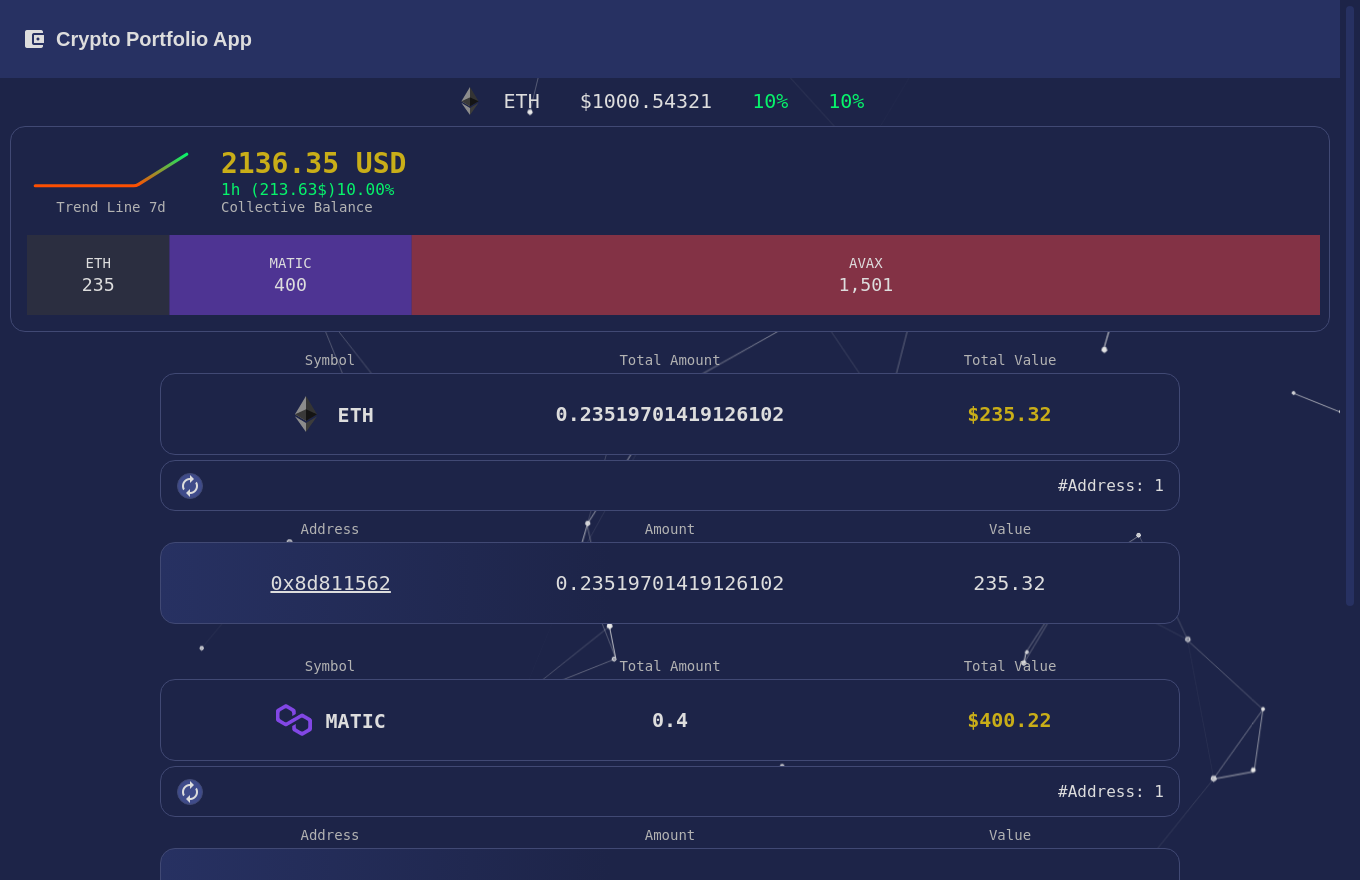 Crypto Portfolio App
ETH $1000.54321 10% 10%
2136.35 USD
1h (213.63$)10.00%
Trend Line 7d Collective Balance
ETH MATIC AVAX
235 400 1,501
Symbol Total Amount Total Value
ETH 0.23519701419126102 $235.32
#Address: 1
Address Amount Value
0x8d811562 0.23519701419126102 235.32
Symbol Total Amount Total Value
MATIC 0.4 $400.22
#Address: 1
Address Amount Value